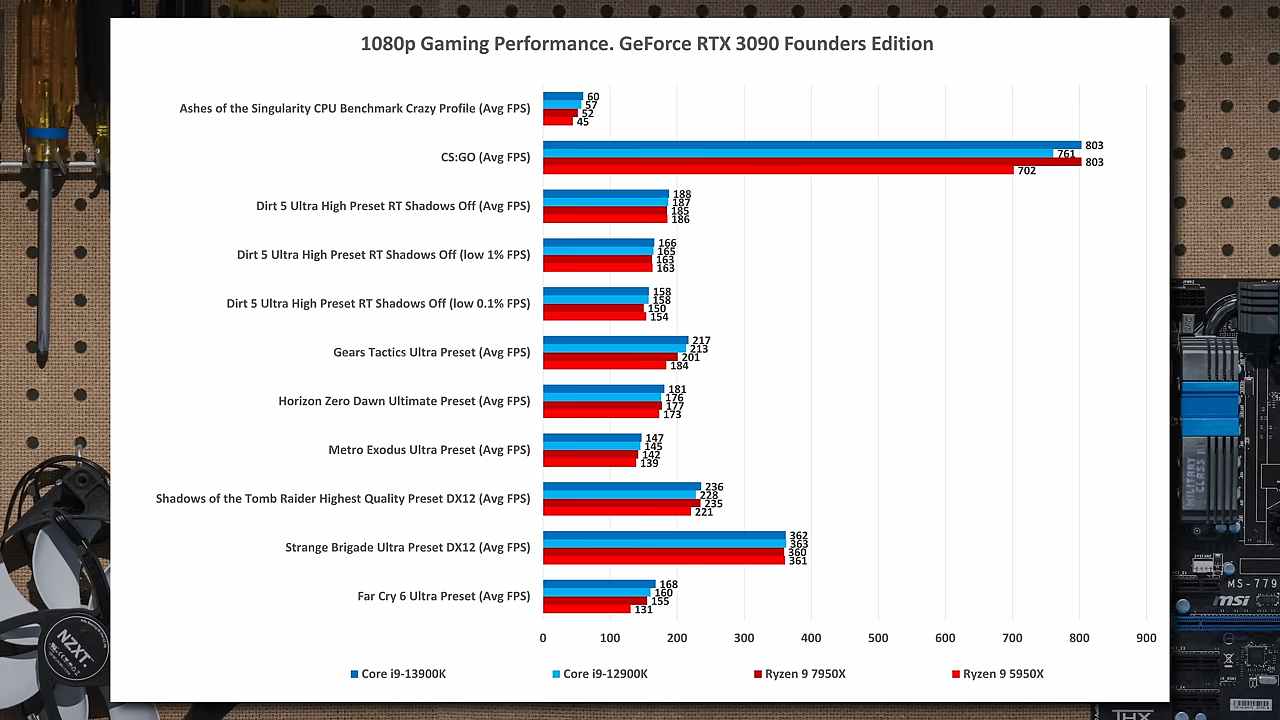 1080p Gaming Performance. GeForce RTX 3090 Founders Edition
Ashes of the Singularity CPU Benchmark Crazy Profile (Avg FPS)
60
57
52
45
CS:GO (Avg FPS)
803
761
803
702
Dirt 5 Ultra High Preset RT Shadows Off (Avg FPS)
188
187
185
186
Dirt 5 Ultra High Preset RT Shadows Off (low 1% FPS)
166
165
163
163
Dirt 5 Ultra High Preset RT Shadows Off (low 0.1% FPS)
158
158
150
154
Gears Tactics Ultra Preset (Avg FPS)
217
213
201
184
Horizon Zero Dawn Ultimate Preset (Avg FPS)
181
176
177
173
Metro Exodus Ultra Preset (Avg FPS)
147
145
142
139
Shadows of the Tomb Raider Highest Quality Preset DX12 (Avg FPS)
236
228
235
221
Strange Brigade Ultra Preset DX12 (Avg FPS)
362
363
360
361
Far Cry 6 Ultra Preset (Avg FPS)
168
160
155
131
0 100 200 300 400 500 600 700 800 900
Core i9-13900K Core i9-12900K Ryzen 9 7950X Ryzen 9 5950X
NZXT.
MILITARY
CLASS
MS-779
msi
THX